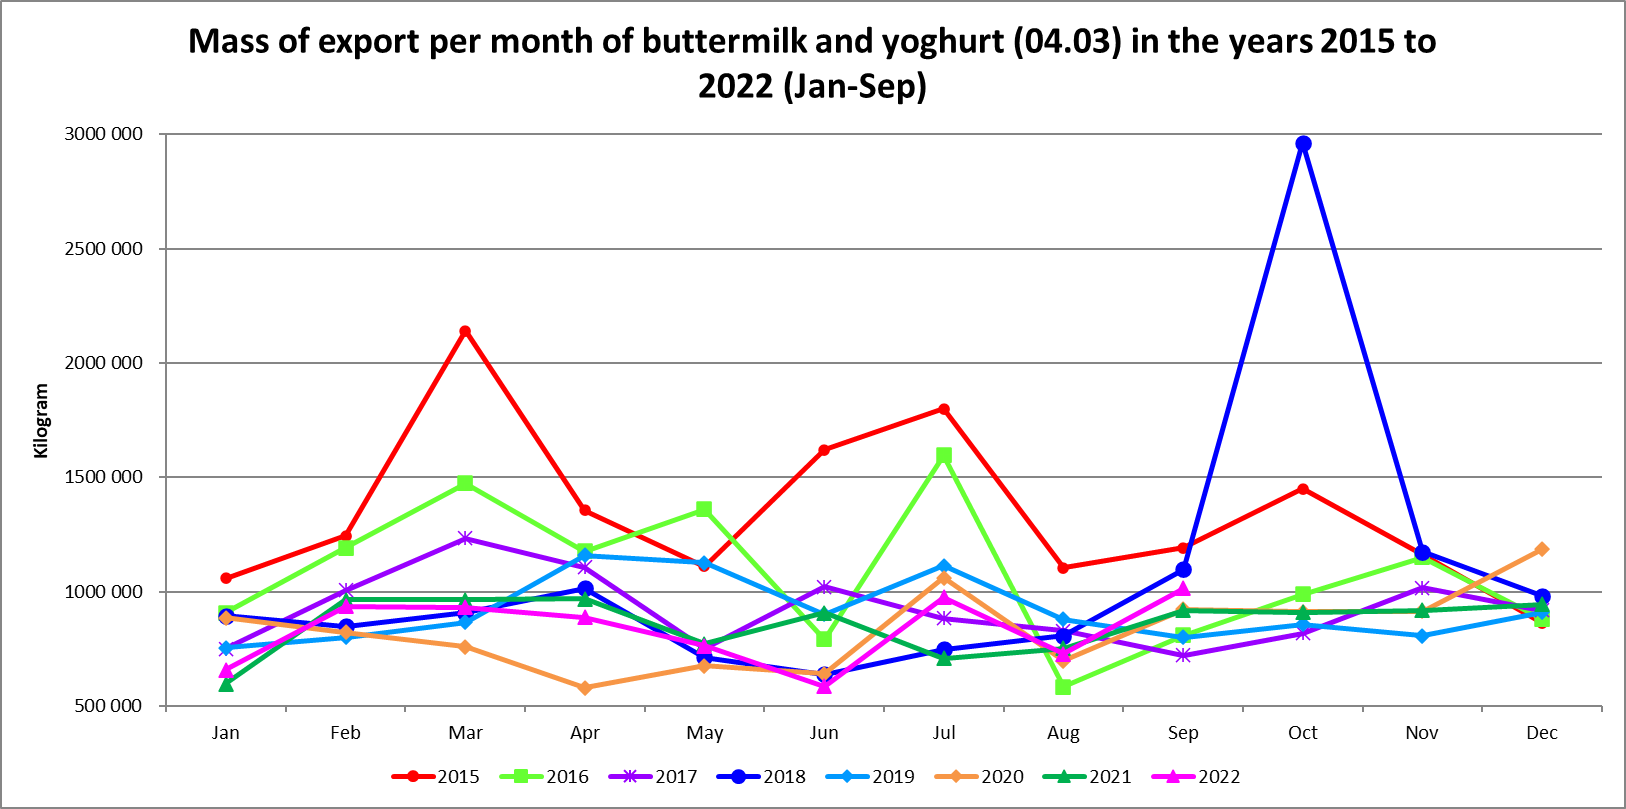 Mass of export per month of buttermilk and yoghurt (04.03) in the years 2015 to
2022 (Jan-Sep)
3000 000
2500 000
2000 000
1500 000
1000 000
500 000
Kilogram
Jan Feb Mar Apr May Jun Jul Aug Sep Oct Nov Dec
2015 2016 2017 2018 2019 2020 2021 2022